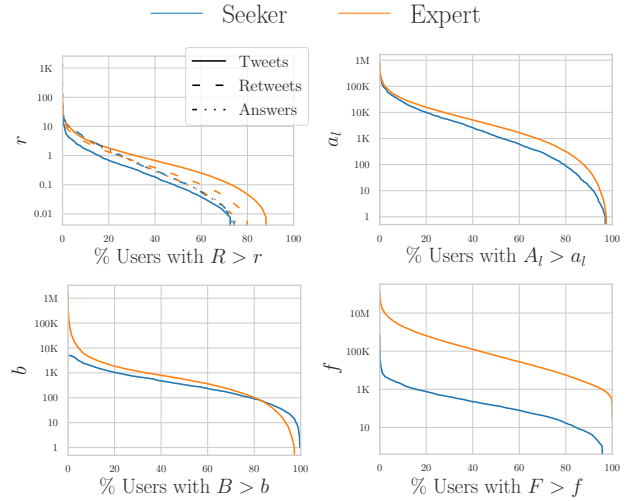 Seeker Expert
Tweets
Retweets
Answers
1K
100
10
1
0.1
0.01
r
0 20 40 60 80 100
% Users with R > r
1M
100K
10K
1K
100
10
1
a_l
0 20 40 60 80 100
% Users with A_l > a_l
1M
100K
10K
1K
100
10
1
b
0 20 40 60 80 100
% Users with B > b
10M
100K
1K
10
f
0 20 40 60 80 100
% Users with F > f